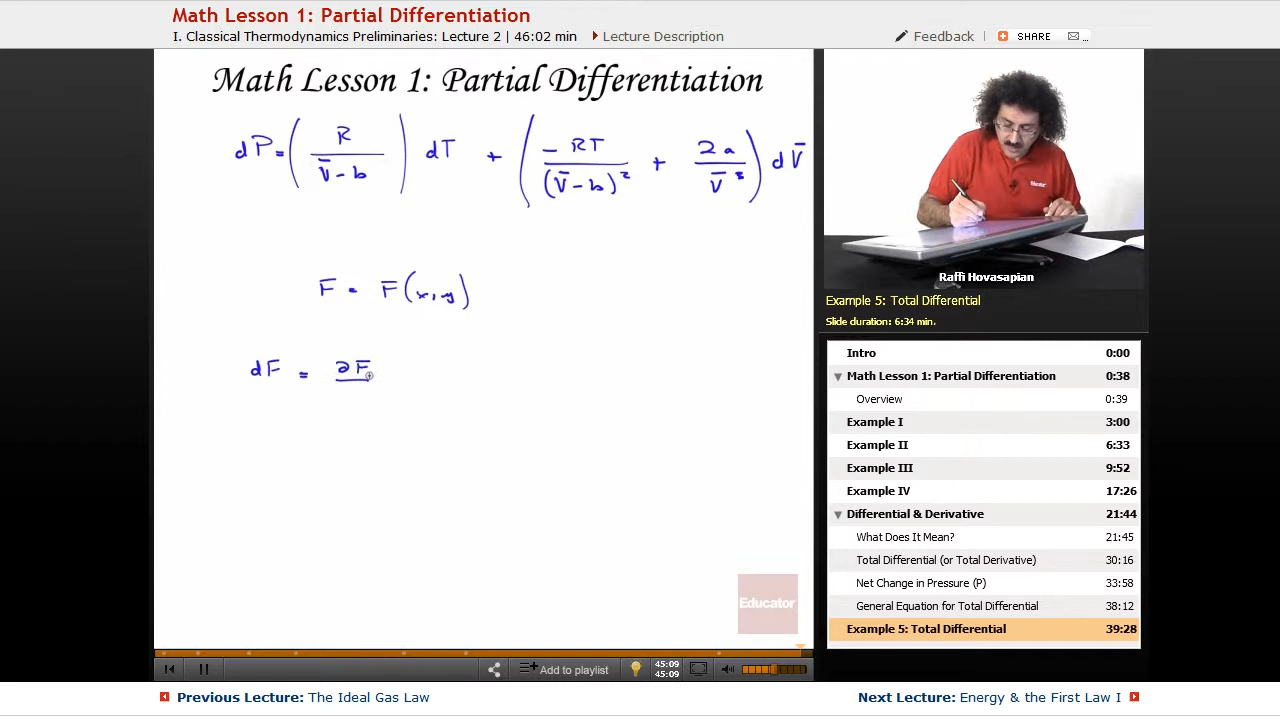 Math Lesson 1: Partial Differentiation
I. Classical Thermodynamics Preliminaries: Lecture 2 | 46:02 min
Lecture Description
Feedback
SHARE
Math Lesson 1: Partial Differentiation
dP = (R / (V̄ - b)) dT + (-RT / (V̄ - b)² + 2a / V̄³) dV̄
F = F(x, y)
dF = ∂F
Educator
Raffi Hovasapian
Example 5: Total Differential
Slide duration: 6:34 min.
Intro 0:00
Math Lesson 1: Partial Differentiation 0:38
Overview 0:39
Example I 3:00
Example II 6:33
Example III 9:52
Example IV 17:26
Differential & Derivative 21:44
What Does It Mean? 21:45
Total Differential (or Total Derivative) 30:16
Net Change in Pressure (P) 33:58
General Equation for Total Differential 38:12
Example 5: Total Differential 39:28
Add to playlist
45:09
45:09
Previous Lecture: The Ideal Gas Law
Next Lecture: Energy & the First Law I